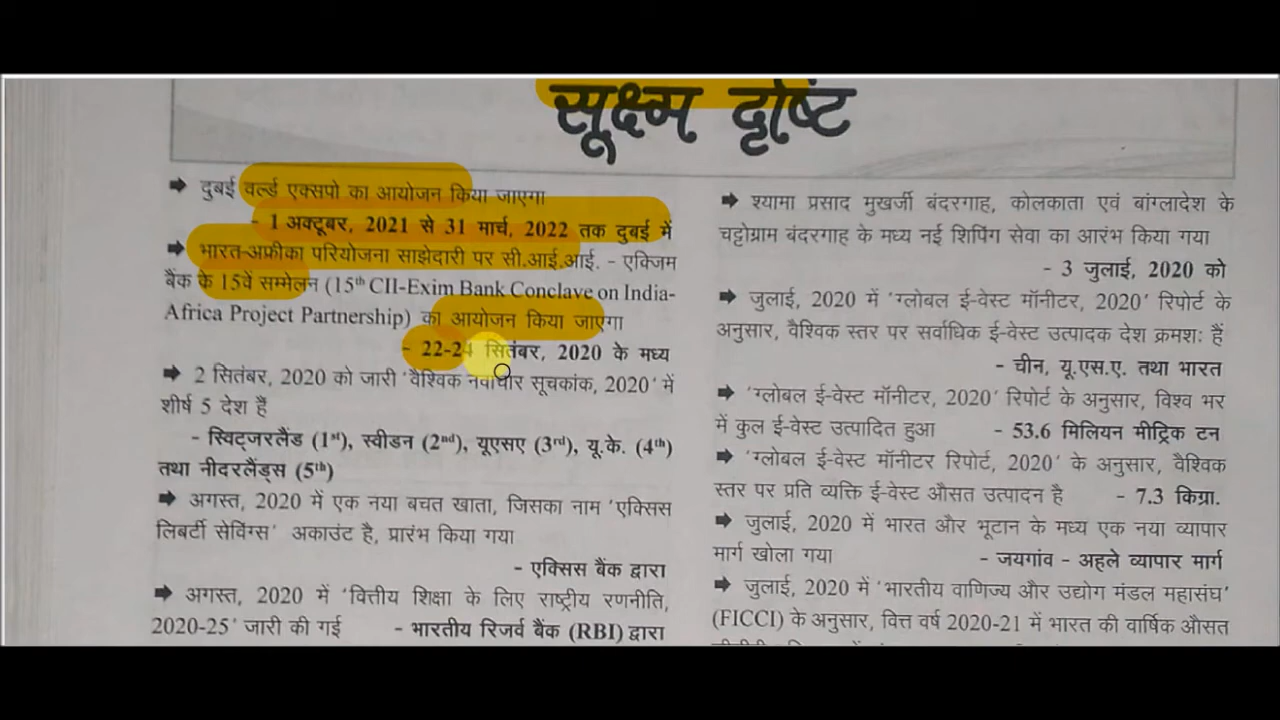 सूक्ष्म दृष्टि
➡ दुबई वर्ल्ड एक्सपो का आयोजन किया जाएगा
- 1 अक्टूबर, 2021 से 31 मार्च, 2022 तक दुबई में
➡ भारत-अफ्रीका परियोजना साझेदारी पर सी.आई.आई. - एक्जिम
बैंक के 15वें सम्मेलन (15th CII-Exim Bank Conclave on India-
Africa Project Partnership) का आयोजन किया जाएगा
- 22-24 सितंबर, 2020 के मध्य
➡ 2 सितंबर, 2020 को जारी 'वैश्विक नवाचार सूचकांक, 2020' में
शीर्ष 5 देश हैं
- स्विट्जरलैंड (1st), स्वीडन (2nd), यूएसए (3rd), यू.के. (4th)
तथा नीदरलैंड्स (5th)
➡ अगस्त, 2020 में एक नया बचत खाता, जिसका नाम 'एक्सिस
लिबर्टी सेविंग्स' अकाउंट है, प्रारंभ किया गया
- एक्सिस बैंक द्वारा
➡ अगस्त, 2020 में 'वित्तीय शिक्षा के लिए राष्ट्रीय रणनीति,
2020-25' जारी की गई - भारतीय रिजर्व बैंक (RBI) द्वारा
➡ श्यामा प्रसाद मुखर्जी बंदरगाह, कोलकाता एवं बांग्लादेश के
चट्टोग्राम बंदरगाह के मध्य नई शिपिंग सेवा का आरंभ किया गया
- 3 जुलाई, 2020 को
➡ जुलाई, 2020 में 'ग्लोबल ई-वेस्ट मॉनीटर, 2020' रिपोर्ट के
अनुसार, वैश्विक स्तर पर सर्वाधिक ई-वेस्ट उत्पादक देश क्रमशः हैं
- चीन, यू.एस.ए. तथा भारत
➡ 'ग्लोबल ई-वेस्ट मॉनीटर, 2020' रिपोर्ट के अनुसार, विश्व भर
में कुल ई-वेस्ट उत्पादित हुआ - 53.6 मिलियन मीट्रिक टन
➡ 'ग्लोबल ई-वेस्ट मॉनीटर रिपोर्ट, 2020' के अनुसार, वैश्विक
स्तर पर प्रति व्यक्ति ई-वेस्ट औसत उत्पादन है - 7.3 किग्रा.
➡ जुलाई, 2020 में भारत और भूटान के मध्य एक नया व्यापार
मार्ग खोला गया - जयगांव - अहले व्यापार मार्ग
➡ जुलाई, 2020 में 'भारतीय वाणिज्य और उद्योग मंडल महासंघ'
(FICCI) के अनुसार, वित्त वर्ष 2020-21 में भारत की वार्षिक औसत